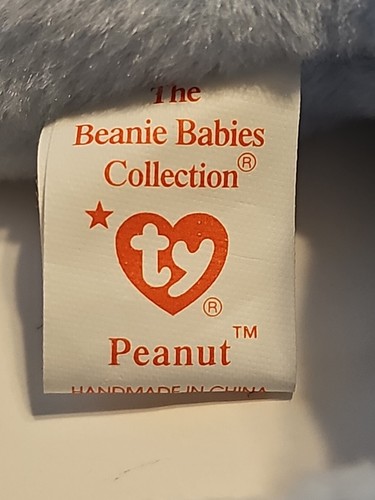 The
Beanie Babies
Collection®
ty®
Peanut™
HANDMADE IN CHINA